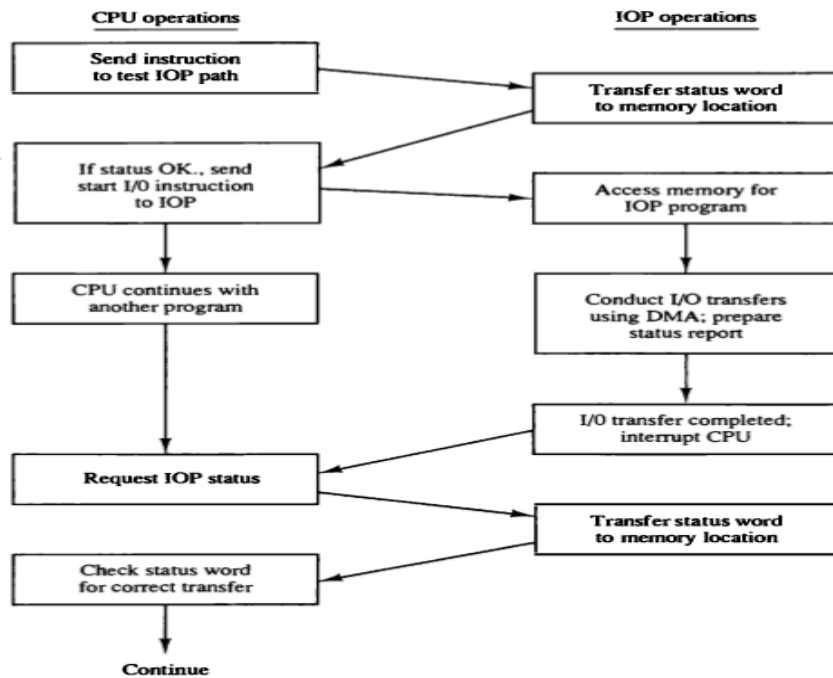 CPU operations
IOP operations
Send instruction
to test IOP path
Transfer status word
to memory location
If status OK., send
start I/0 instruction
to IOP
Access memory for
IOP program
CPU continues with
another program
Conduct I/O transfers
using DMA; prepare
status report
I/O transfer completed;
interrupt CPU
Request IOP status
Transfer status word
to memory location
Check status word
for correct transfer
Continue